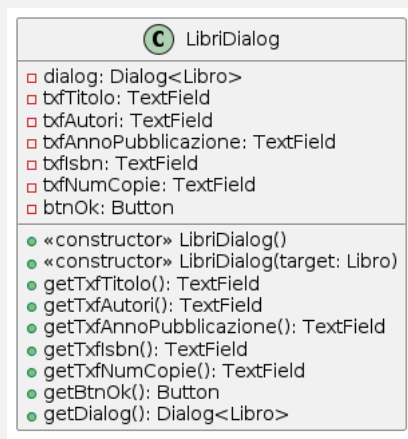 C LibriDialog
dialog: Dialog<Libro>
txfTitolo: TextField
txfAutori: TextField
txfAnnoPubblicazione: TextField
txfIsbn: TextField
txfNumCopie: TextField
btnOk: Button
«constructor» LibriDialog()
«constructor» LibriDialog(target: Libro)
getTxfTitolo(): TextField
getTxfAutori(): TextField
getTxfAnnoPubblicazione(): TextField
getTxfIsbn(): TextField
getTxfNumCopie(): TextField
getBtnOk(): Button
getDialog(): Dialog<Libro>